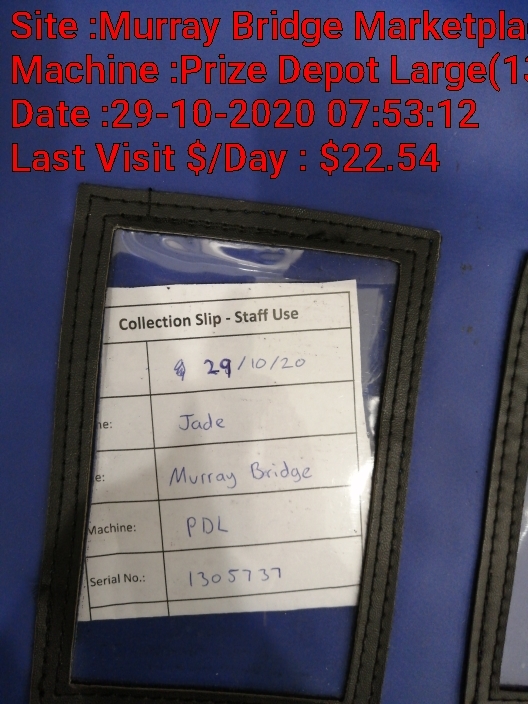 Site :Murray Bridge Marketpla
Machine :Prize Depot Large(13
Date :29-10-2020 07:53:12
Last Visit $/Day : $22.54
Collection Slip - Staff Use
29/10/20
ne: Jade
e: Murray Bridge
Machine: PDL
Serial No.: 1305737